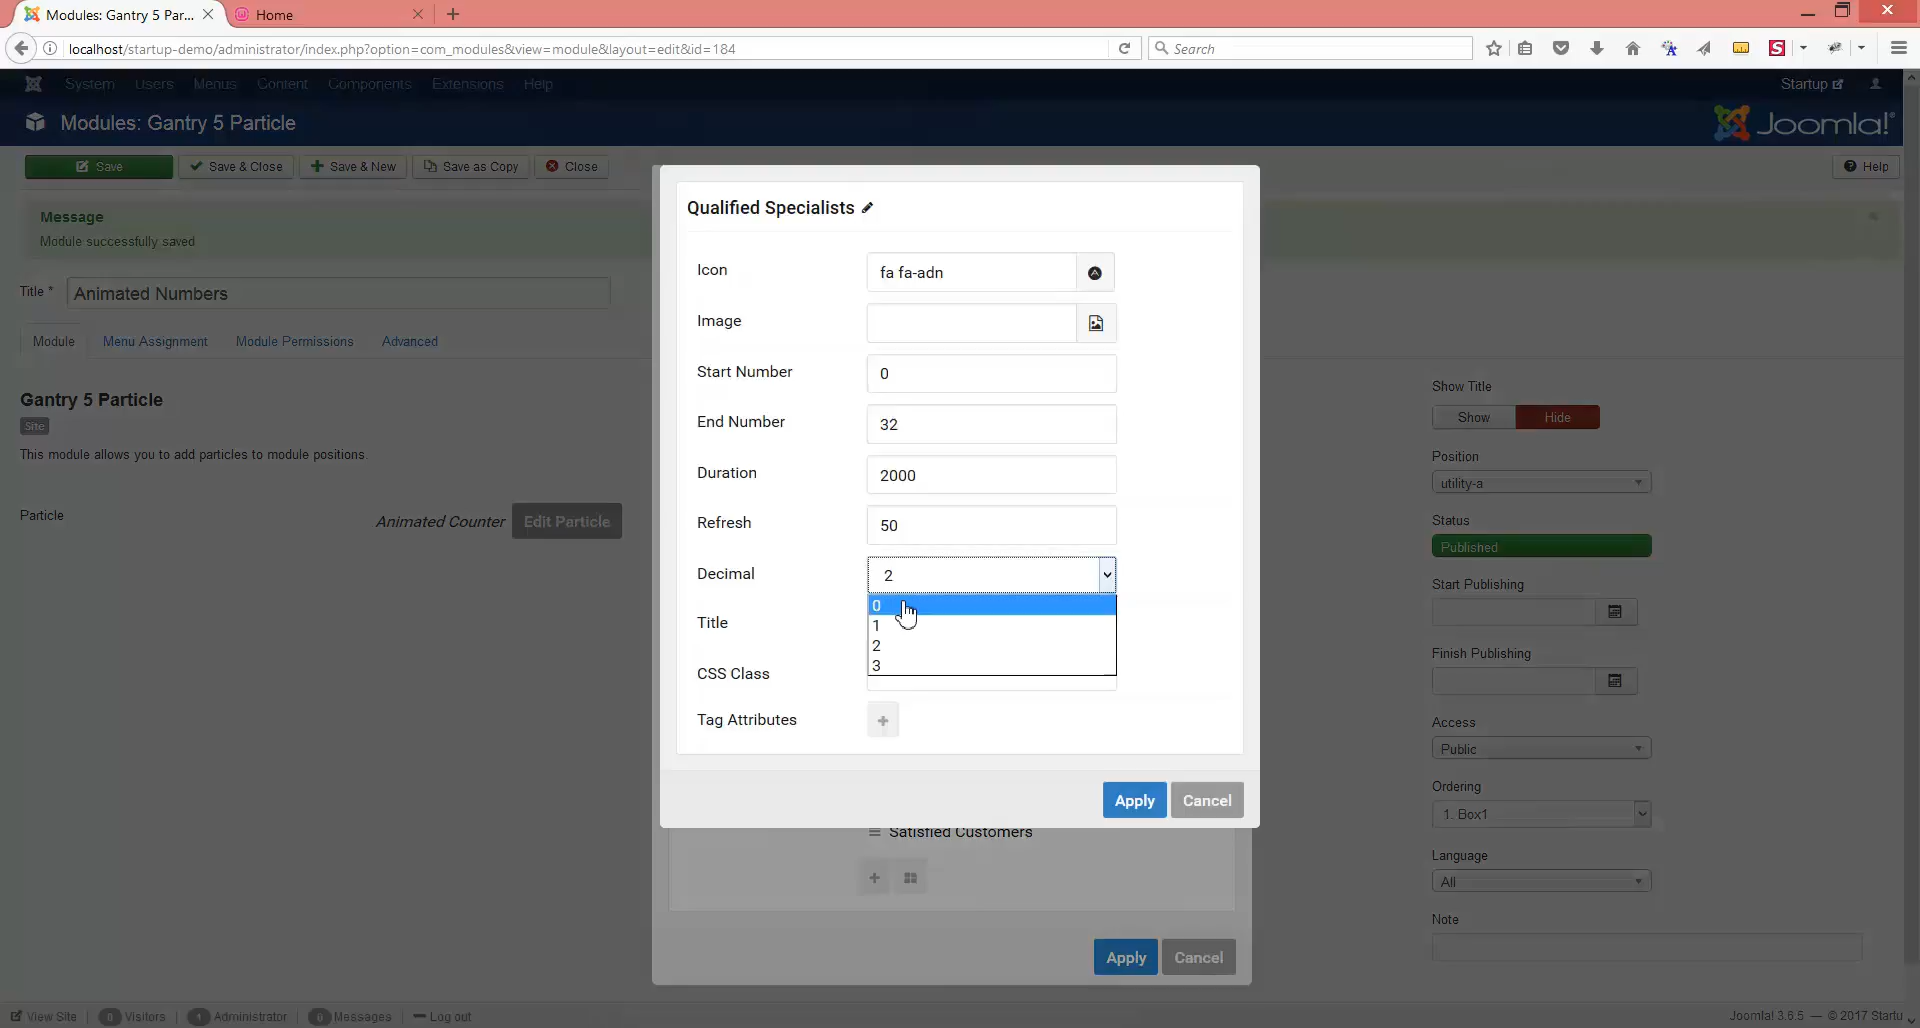 Modules: Gantry 5 Par...
Home
localhost/startup-demo/administrator/index.php?option=com_modules&view=module&layout=edit&id=184
Search
System Users Menus Content Components Extensions Help
Startup
Modules: Gantry 5 Particle
Joomla!®
Save
Save & Close
Save & New
Save as Copy
Close
Help
Message
Module successfully saved
Title * Animated Numbers
Module Menu Assignment Module Permissions Advanced
Gantry 5 Particle
Site
This module allows you to add particles to module positions.
Particle
Animated Counter
Edit Particle
Qualified Specialists
Icon fa fa-adn
Image
Start Number 0
End Number 32
Duration 2000
Refresh 50
Decimal 2
0
1
2
3
Title
CSS Class
Tag Attributes
Apply Cancel
Satisfied Customers
Apply Cancel
Show Title
Show Hide
Position
utility-a
Status
Published
Start Publishing
Finish Publishing
Access
Public
Ordering
1. Box1
Language
All
Note
View Site 0 Visitors 1 Administrator 0 Messages Log out
Joomla! 3.6.5 — © 2017 Startu